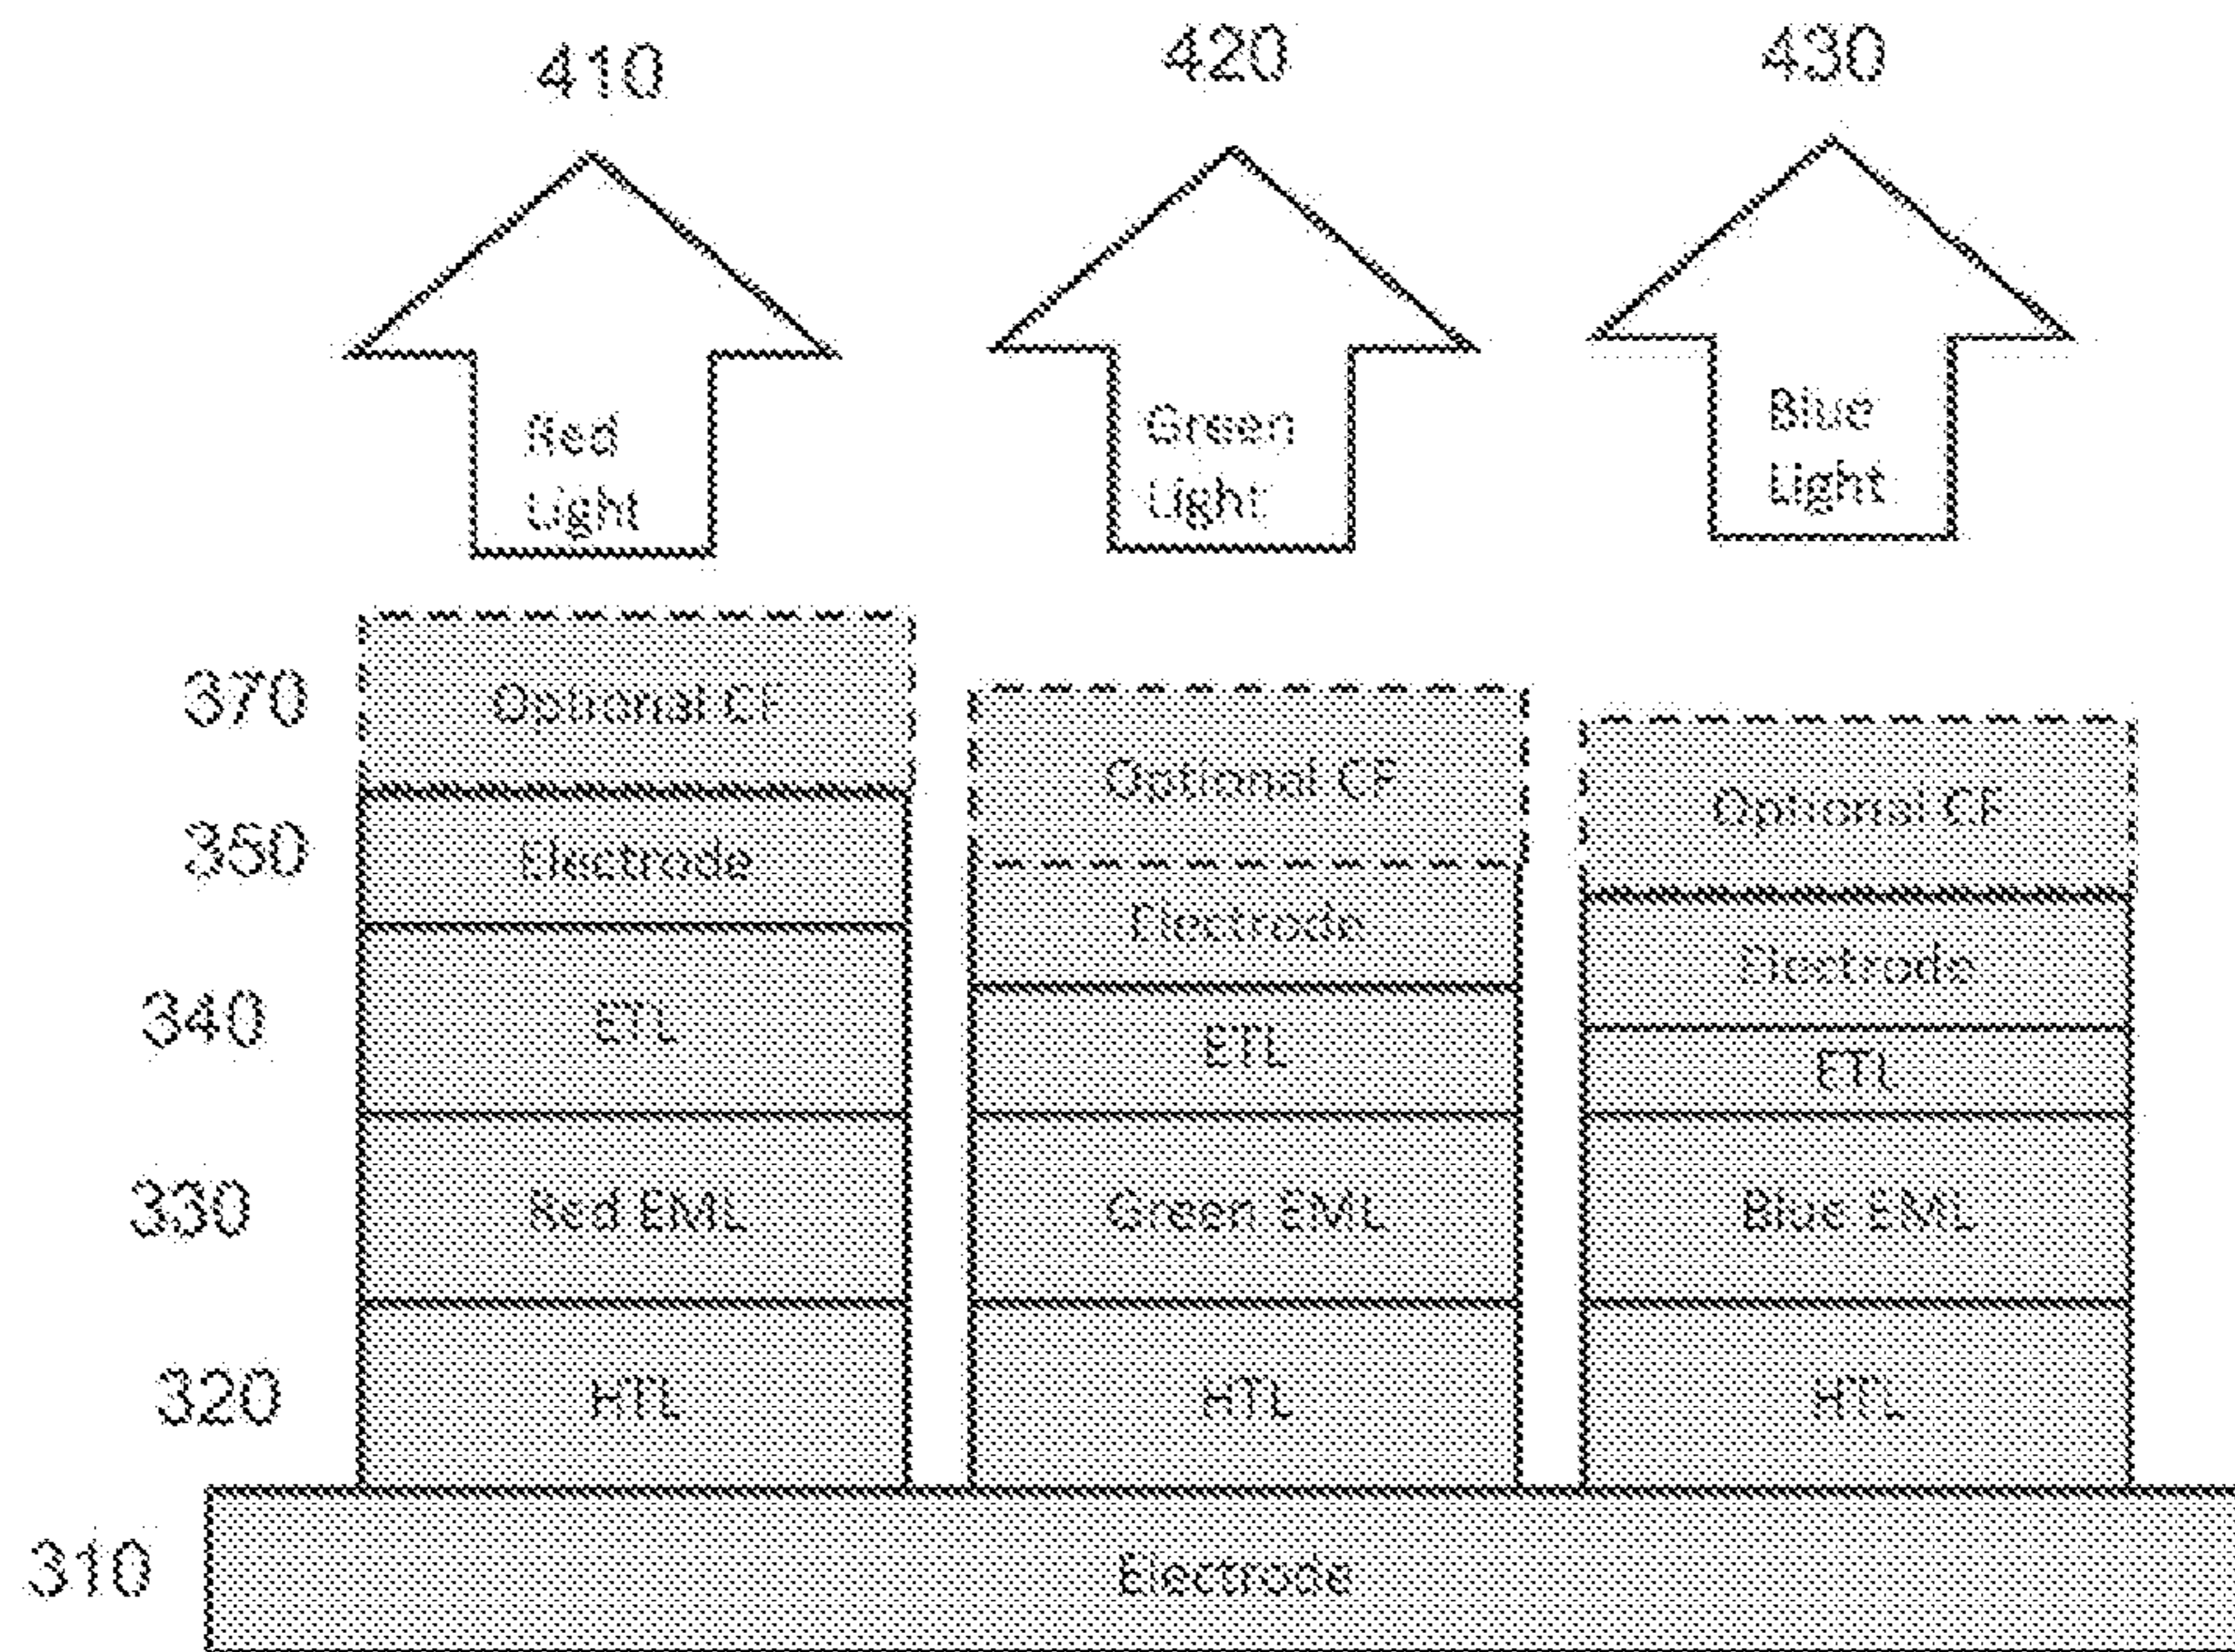 410
420
430
Red
Light
Green
Light
Blue
Light
370
Optional CF
Optional CF
Optional CF
350
Electrode
Electrode
Electrode
340
ETL
ETL
ETL
330
Red EML
Green EML
Blue EML
320
HTL
HTL
HTL
310
Electrode